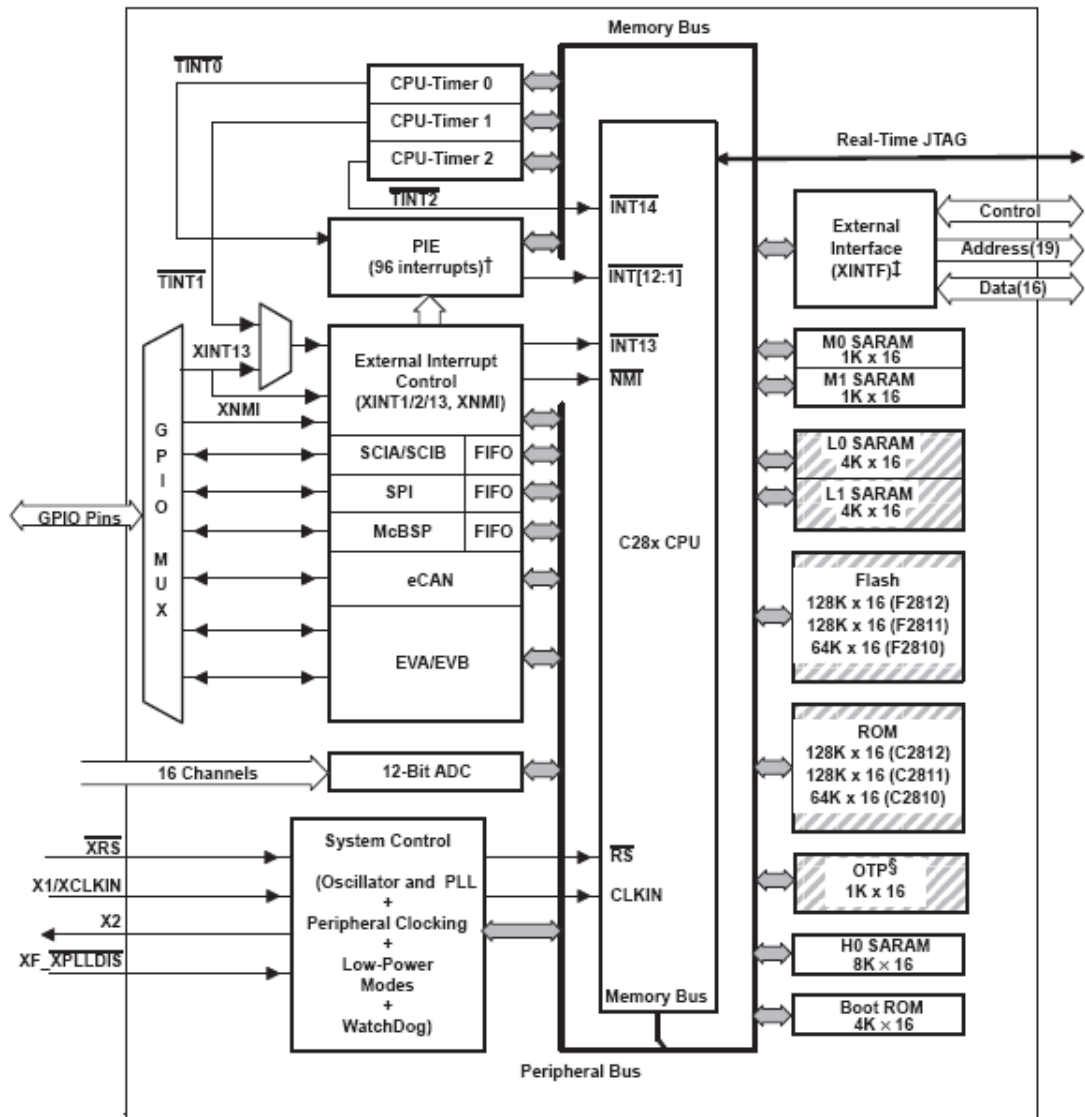 Memory Bus
TINT0
CPU-Timer 0
CPU-Timer 1
CPU-Timer 2
Real-Time JTAG
TINT2
INT14
Control
External
Interface
(XINTF)‡
Address(19)
Data(16)
PIE
(96 interrupts)†
TINT1
INT[12:1]
XINT13
External Interrupt
Control
(XINT1/2/13, XNMI)
INT13
NMI
M0 SARAM
1K x 16
M1 SARAM
1K x 16
XNMI
GPIO MUX
SCIA/SCIB
FIFO
SPI
FIFO
McBSP
FIFO
eCAN
EVA/EVB
L0 SARAM
4K x 16
L1 SARAM
4K x 16
GPIO Pins
C28x CPU
Flash
128K x 16 (F2812)
128K x 16 (F2811)
64K x 16 (F2810)
ROM
128K x 16 (C2812)
128K x 16 (C2811)
64K x 16 (C2810)
16 Channels
12-Bit ADC
System Control
(Oscillator and PLL
+
Peripheral Clocking
+
Low-Power
Modes
+
WatchDog)
XRS
X1/XCLKIN
X2
XF_XPLLDIS
RS
CLKIN
OTP§
1K x 16
H0 SARAM
8K × 16
Memory Bus
Boot ROM
4K × 16
Peripheral Bus